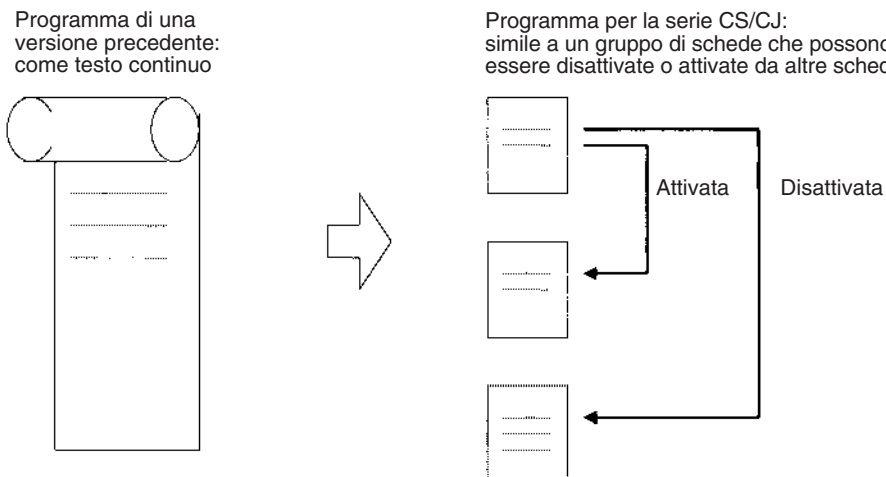 Programma di una
versione precedente:
come testo continuo
Programma per la serie CS/CJ:
simile a un gruppo di schede che possono
essere disattivate o attivate da altre sched
Attivata
Disattivata